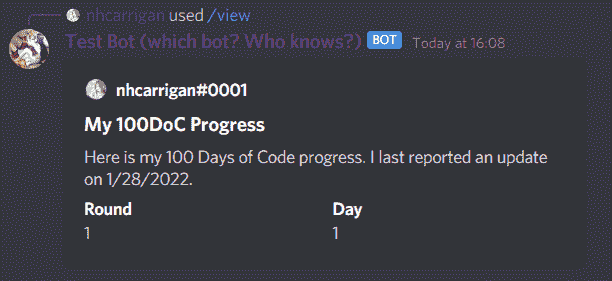 nhcarrigan used /view
Test Bot (which bot? Who knows?) BOT Today at 16:08
nhcarrigan#0001
My 100DoC Progress
Here is my 100 Days of Code progress. I last reported an update
on 1/28/2022.
Round Day
1 1